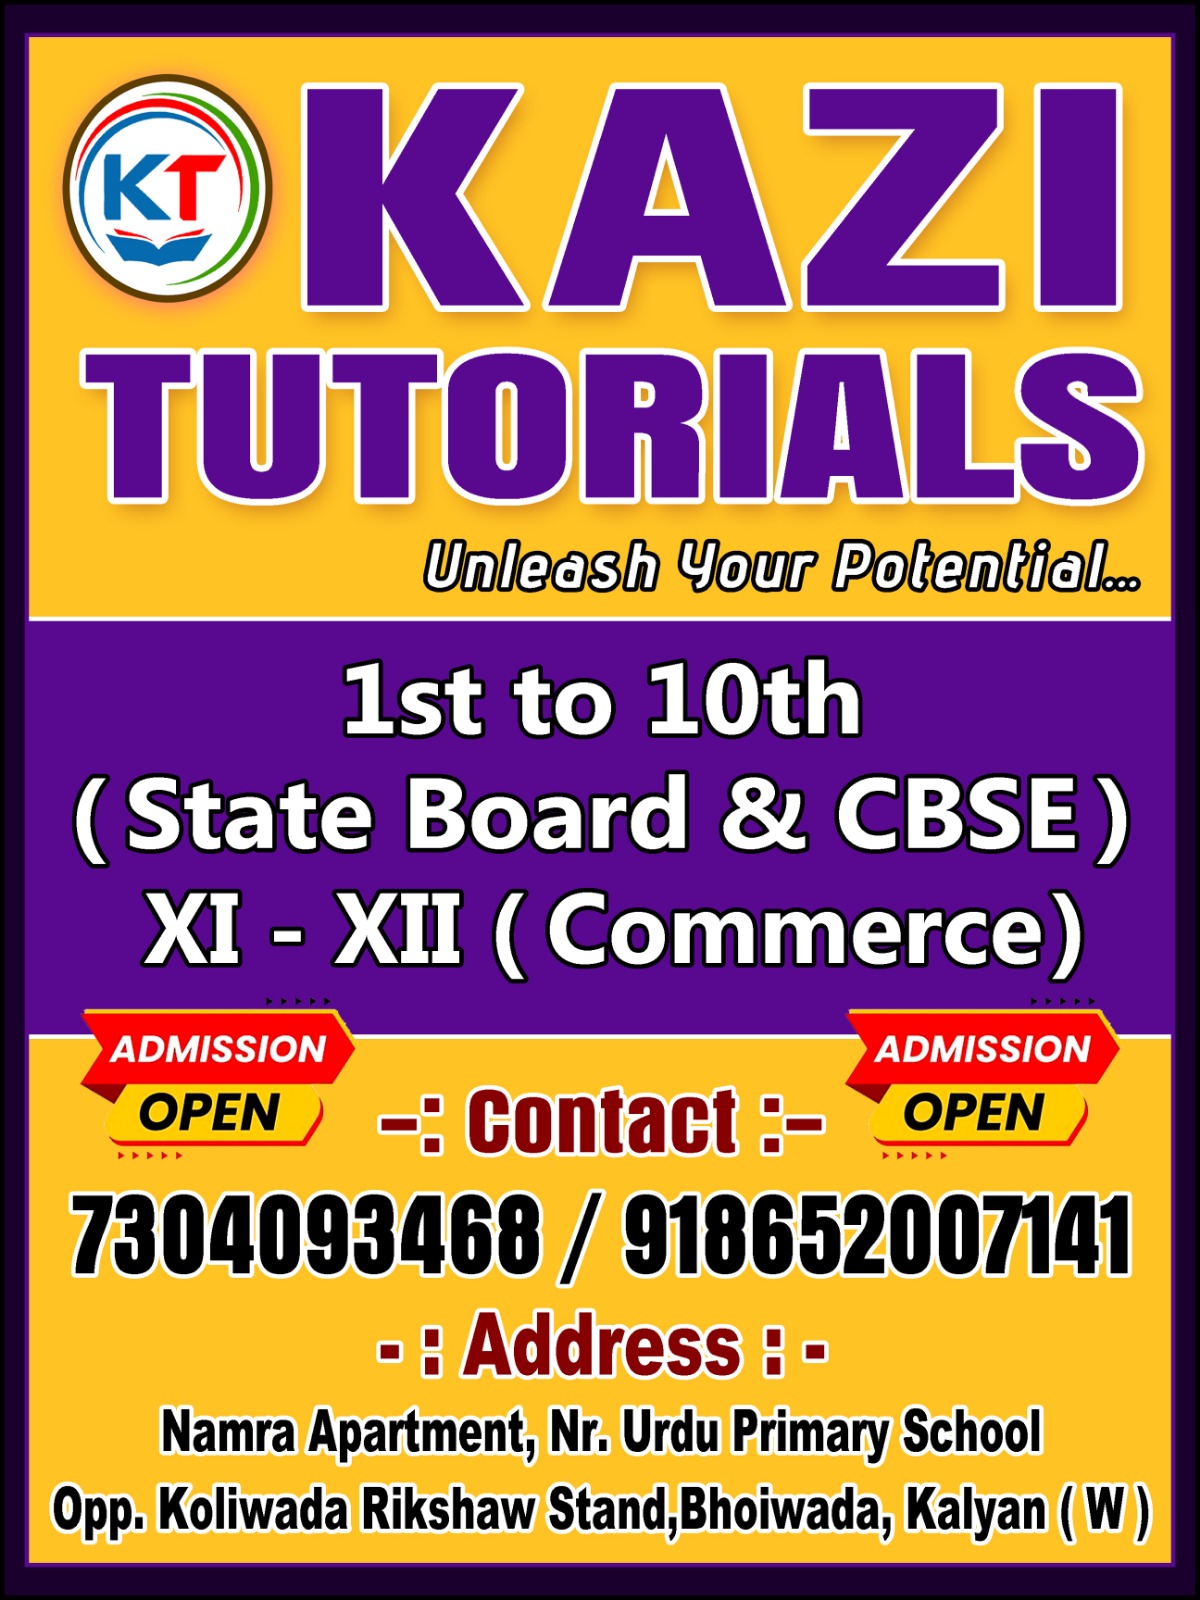 KT
KAZI
TUTORIALS
Unleash Your Potential...
1st to 10th
( State Board & CBSE )
XI - XII ( Commerce)
ADMISSION
OPEN
ADMISSION
OPEN
–: Contact :–
7304093468 / 918652007141
- : Address : -
Namra Apartment, Nr. Urdu Primary School
Opp. Koliwada Rikshaw Stand,Bhoiwada, Kalyan ( W )